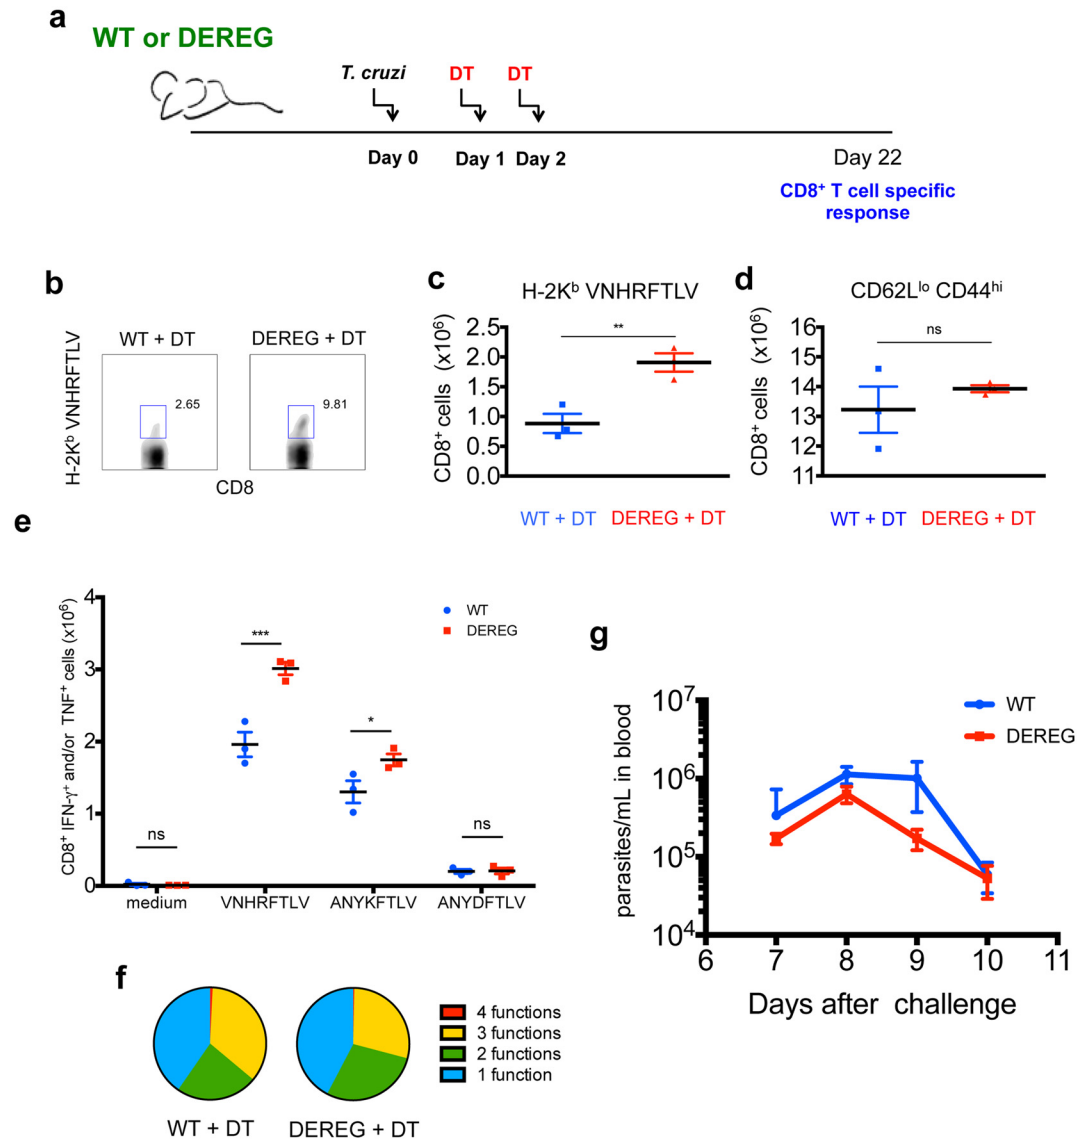 a
WT or DEREG
T. cruzi DT DT
Day 0 Day 1 Day 2 Day 22
CD8⁺ T cell specific
response
b
H-2Kᵇ VNHRFTLV
WT + DT DEREG + DT
2.65 9.81
CD8
c
H-2Kᵇ VNHRFTLV
CD8⁺ cells (x10⁶)
**
2.5
2.0
1.5
1.0
0.5
0.0
WT + DT DEREG + DT
d
CD62Lˡᵒ CD44ʰⁱ
CD8⁺ cells (x10⁶)
ns
16
15
14
13
12
11
WT + DT DEREG + DT
e
CD8⁺ IFN-γ⁺ and/or TNF⁺ cells (x10⁶)
4
3
2
1
0
WT
DEREG
ns *** * ns
medium VNHRFTLV ANYKFTLV ANYDFTLV
f
4 functions
3 functions
2 functions
1 function
WT + DT DEREG + DT
g
parasites/mL in blood
10⁷
10⁶
10⁵
10⁴
WT
DEREG
6 7 8 9 10 11
Days after challenge